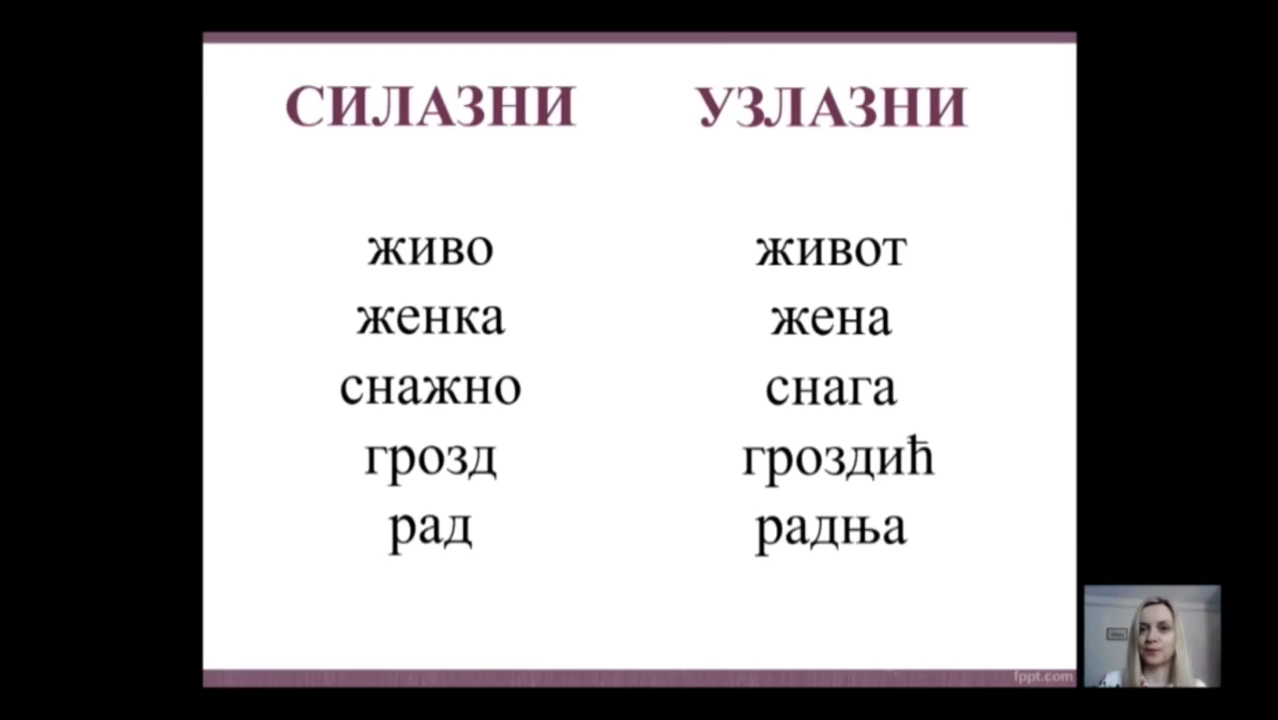 СИЛАЗНИ УЗЛАЗНИ
живо живот
женка жена
снажно снага
грозд гроздић
рад радња
fppt.com